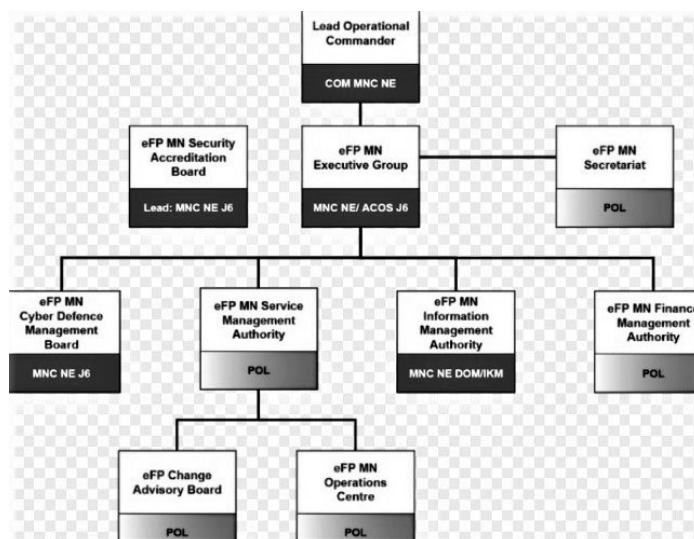 Lead Operational
Commander
COM MNC NE
eFP MN Security
Accreditation
Board
Lead: MNC NE J6
eFP MN
Executive Group
MNC NE/ ACOS J6
eFP MN
Secretariat
POL
eFP MN
Cyber Defence
Management
Board
MNC NE J6
eFP MN Service
Management
Authority
POL
eFP MN
Information
Management
Authority
MNC NE DOM/IKM
eFP MN Finance
Management
Authority
POL
eFP Change
Advisory Board
POL
eFP MN
Operations
Centre
POL